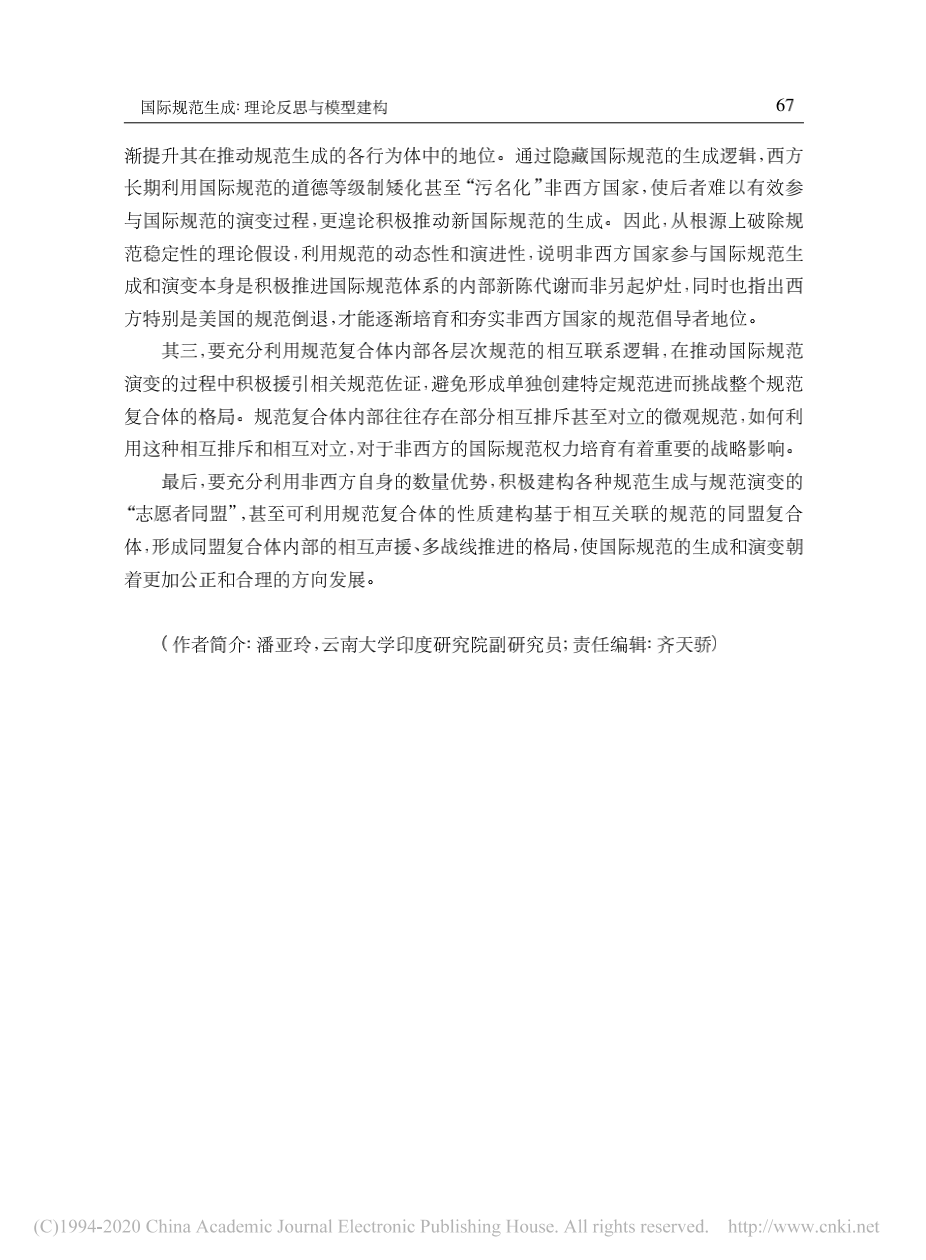 国际规范生成: 理论反思与模型建构 67
渐提升其在推动规范生成的各行为体中的地位。通过隐藏国际规范的生成逻辑,西方
长期利用国际规范的道德等级制矮化甚至“污名化”非西方国家,使后者难以有效参
与国际规范的演变过程,更遑论积极推动新国际规范的生成。因此,从根源上破除规
范稳定性的理论假设,利用规范的动态性和演进性,说明非西方国家参与国际规范生
成和演变本身是积极推进国际规范体系的内部新陈代谢而非另起炉灶,同时也指出西
方特别是美国的规范倒退,才能逐渐培育和夯实非西方国家的规范倡导者地位。
其三,要充分利用规范复合体内部各层次规范的相互联系逻辑,在推动国际规范
演变的过程中积极援引相关规范佐证,避免形成单独创建特定规范进而挑战整个规范
复合体的格局。规范复合体内部往往存在部分相互排斥甚至对立的微观规范,如何利
用这种相互排斥和相互对立,对于非西方的国际规范权力培育有着重要的战略影响。
最后,要充分利用非西方自身的数量优势,积极建构各种规范生成与规范演变的
“志愿者同盟”,甚至可利用规范复合体的性质建构基于相互关联的规范的同盟复合
体,形成同盟复合体内部的相互声援、多战线推进的格局,使国际规范的生成和演变朝
着更加公正和合理的方向发展。
( 作者简介: 潘亚玲,云南大学印度研究院副研究员; 责任编辑: 齐天骄)
(C)1994-2020 China Academic Journal Electronic Publishing House. All rights reserved. http://www.cnki.net